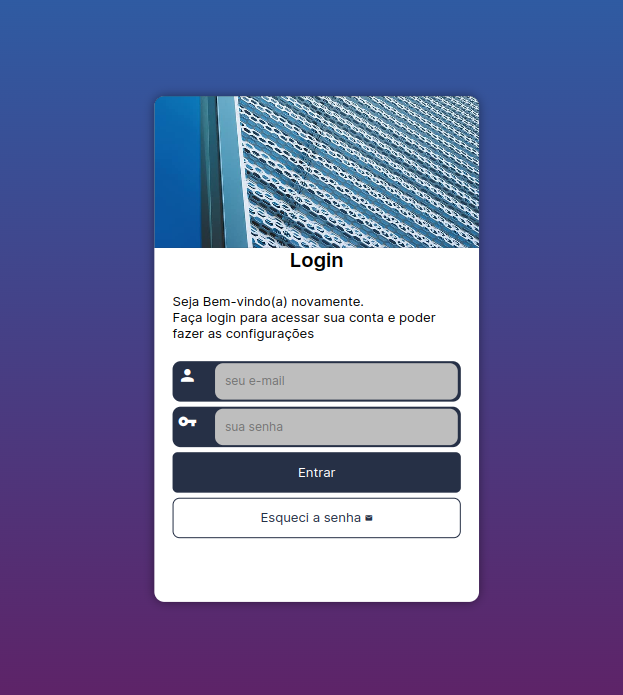 Login
Seja Bem-vindo(a) novamente.
Faça login para acessar sua conta e poder
fazer as configurações
seu e-mail
sua senha
Entrar
Esqueci a senha